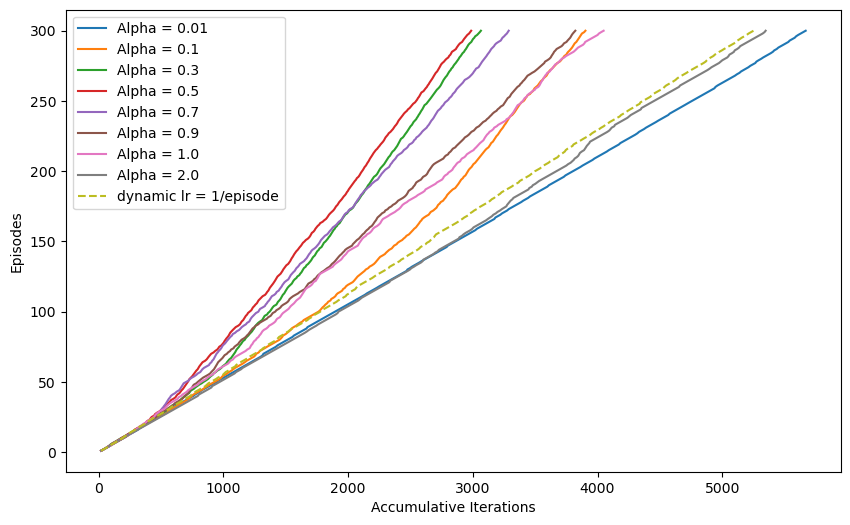 Alpha = 0.01
Alpha = 0.1
Alpha = 0.3
Alpha = 0.5
Alpha = 0.7
Alpha = 0.9
Alpha = 1.0
Alpha = 2.0
dynamic lr = 1/episode
300
250
200
150
100
50
0
Episodes
0 1000 2000 3000 4000 5000
Accumulative Iterations